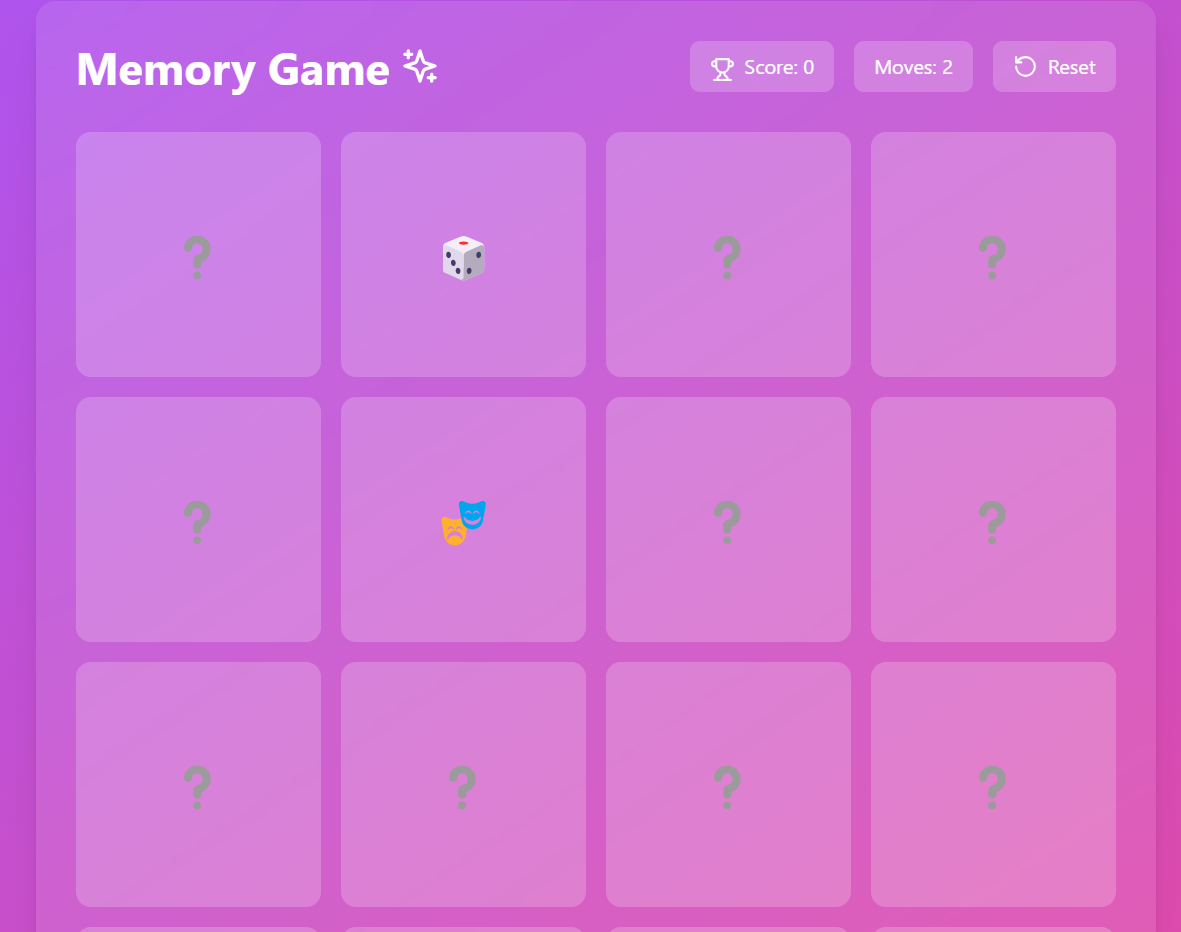 Memory Game
Score: 0
Moves: 2
Reset
? ? ?
? ? ?
? ? ? ?